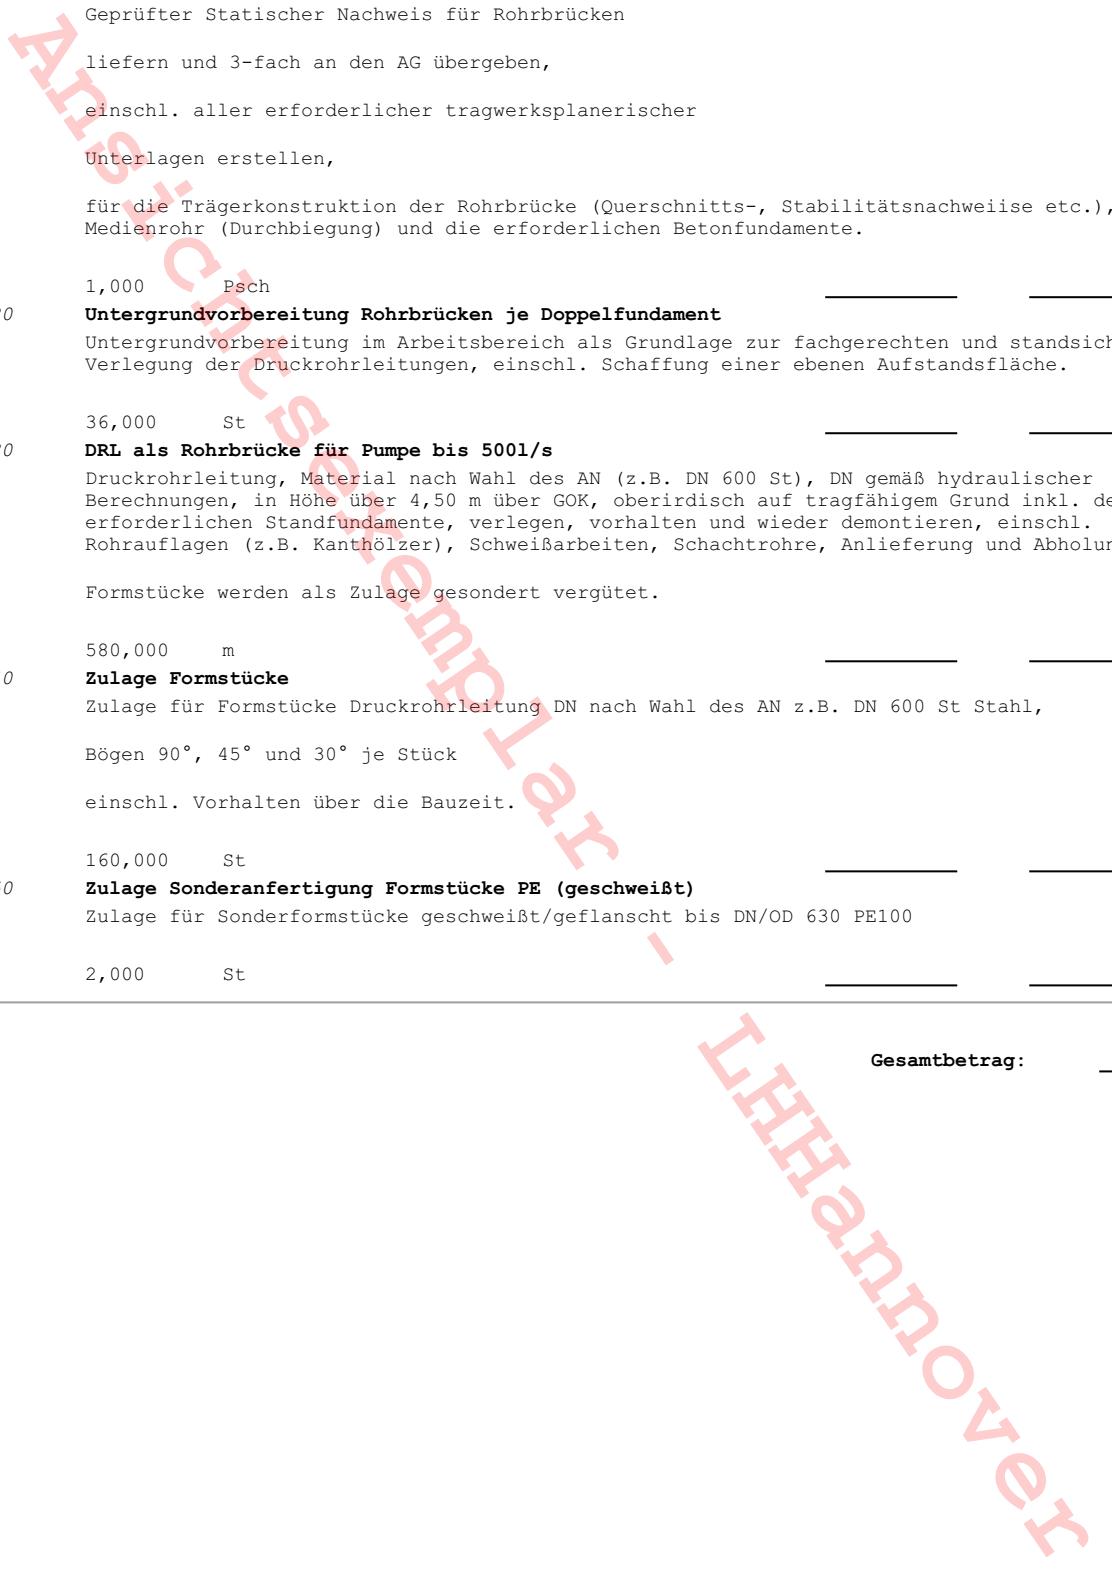 Geprüfter Statischer Nachweis für Rohrbrücken
liefern und 3-fach an den AG übergeben,
einschl. aller erforderlicher tragwerksplanerischer
Unterlagen erstellen,
für die Trägerkonstruktion der Rohrbrücke (Querschnitts-, Stabilitätsnachweiise etc.),
Medienrohr (Durchbiegung) und die erforderlichen Betonfundamente.
1,000 Psch
Untergrundvorbereitung Rohrbrücken je Doppelfundament
Untergrundvorbereitung im Arbeitsbereich als Grundlage zur fachgerechten und
Verlegung der Druckrohrleitungen, einschl. Schaffung einer ebenen Aufstandsfläche.
36,000 St
DRL als Rohrbrücke für Pumpe bis 500l/s
Druckrohrleitung, Material nach Wahl des AN (z.B. DN 600 St), DN gemäß hydraulischer
Berechnungen, in Höhe über 4,50 m über GOK, oberirdisch auf tragfähigem Grund inkl.
erforderlichen Standfundamente, verlegen, vorhalten und wieder demontieren, einschl.
Rohrauflagen (z.B. Kanthölzer), Schweißarbeiten, Schachtrohre, Anlieferung und
Formstücke werden als Zulage gesondert vergütet.
580,000 m
Zulage Formstücke
Zulage für Formstücke Druckrohrleitung DN nach Wahl des AN z.B. DN 600 St Stahl,
Bögen 90°, 45° und 30° je Stück
einschl. Vorhalten über die Bauzeit.
160,000 St
Zulage Sonderanfertigung Formstücke PE (geschweißt)
Zulage für Sonderformstücke geschweißt/geflanscht bis DN/OD 630 PE100
2,000 St
Gesamtbetrag:
Ansichtsexemplar - LHHannover